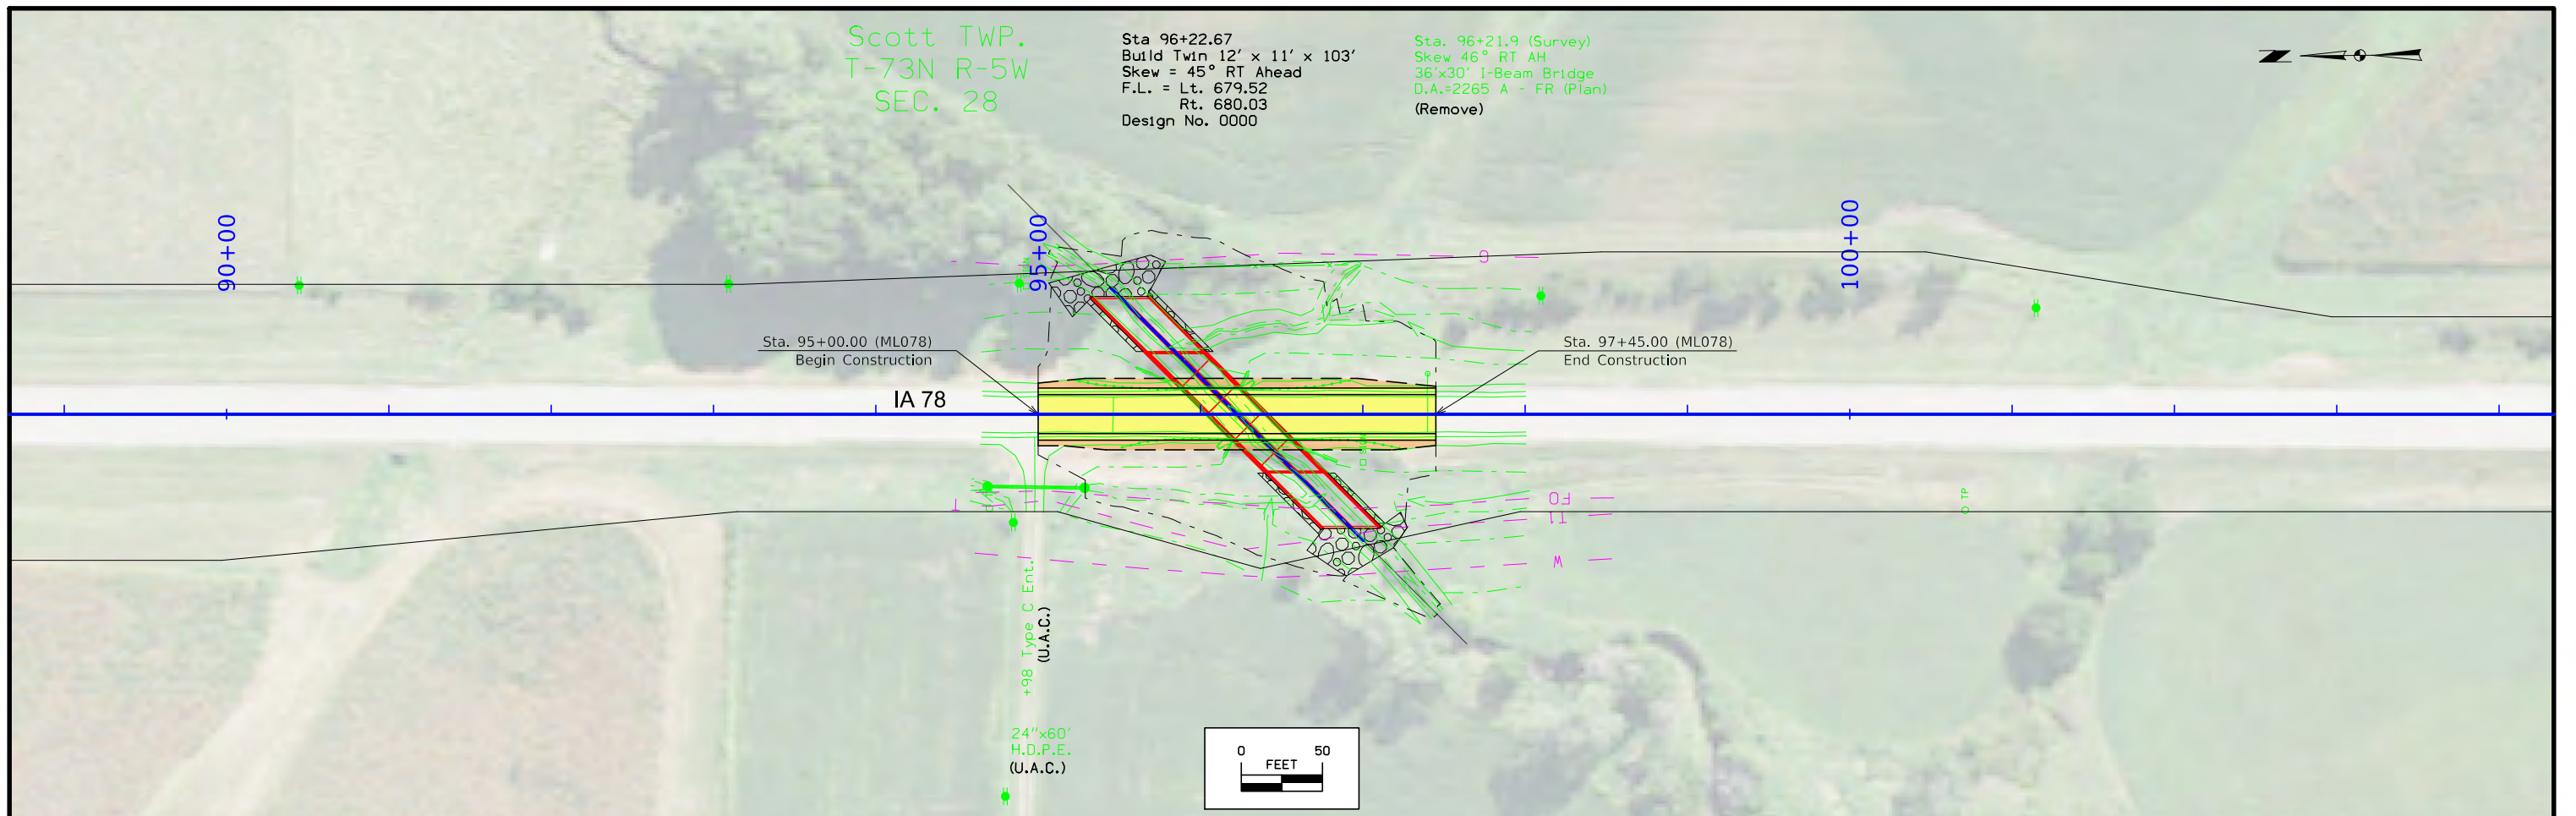 Scott TWP.
T-73N R-5W
SEC. 28
Sta 96+22.67
Build Twin 12' x 11' x 103'
Skew = 45° RT Ahead
F.L. = Lt. 679.52
Rt. 680.03
Design No. 0000
Sta. 96+21.9 (Survey)
Skew 46° RT AH
36'x30' I-Beam Bridge
D.A.=2265 A - FR (Plan)
(Remove)
N
90+00
95+00
100+00
G
Sta. 95+00.00 (ML078)
Begin Construction
Sta. 97+45.00 (ML078)
End Construction
IA 78
SIGN
T
FO
T1
W
TP
+98 Type C Ent.
(U.A.C.)
24"x60'
H.D.P.E.
(U.A.C.)
0 50
FEET